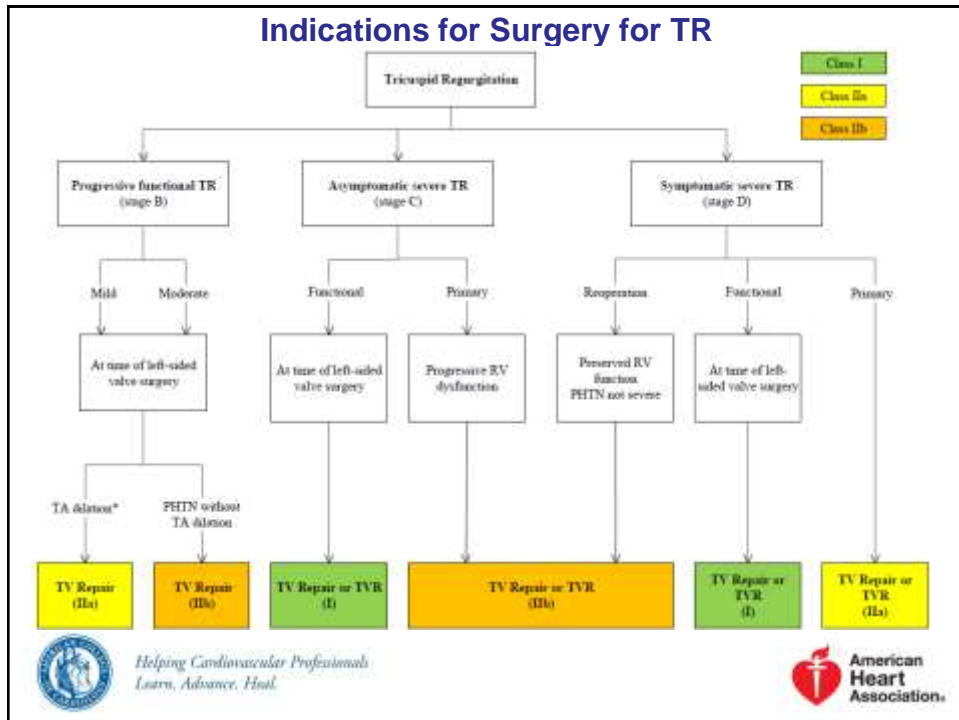 Indications for Surgery for TR
Class I
Class IIa
Class IIb
Tricuspid Regurgitation
Progressive functional TR
(stage B)
Asymptomatic severe TR
(stage C)
Symptomatic severe TR
(stage D)
Mild
Moderate
Functional
Primary
Reoperation
Functional
Primary
At time of left-sided
valve surgery
At time of left-sided
valve surgery
Progressive RV
dysfunction
Preserved RV
function
PHTN not severe
At time of left-
sided valve surgery
TA dilation*
PHTN without
TA dilation
TV Repair
(IIa)
TV Repair
(IIb)
TV Repair or TVR
(I)
TV Repair or TVR
(IIb)
TV Repair or
TVR
(I)
TV Repair or
TVR
(IIa)
Helping Cardiovascular Professionals
Learn. Advance. Heal.
American
Heart
Association®